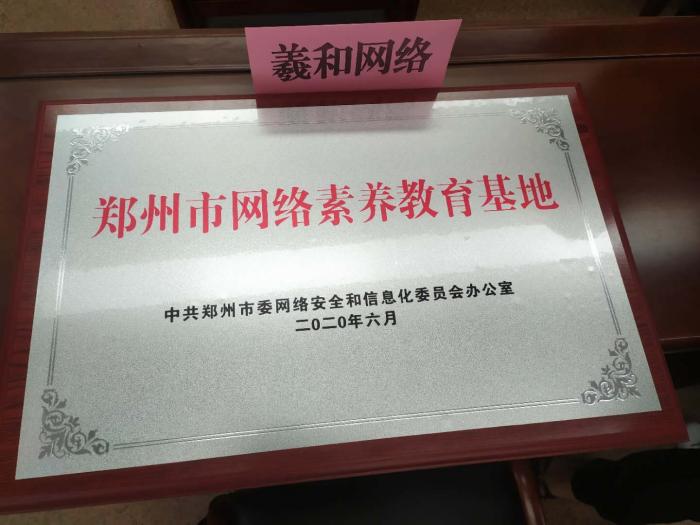 羲和网络
郑州市网络素养教育基地
中共郑州市委网络安全和信息化委员会办公室
二〇二〇年六月